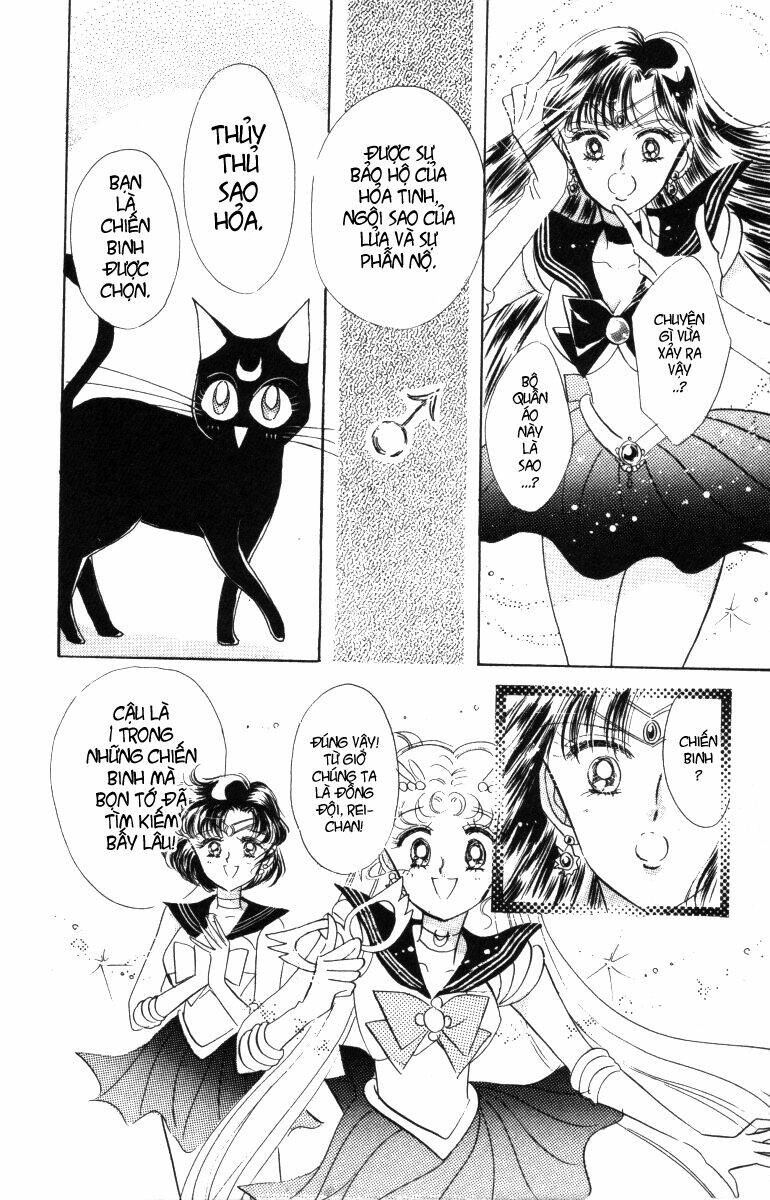 CHUYỆN
GÌ VỪA
XẢY RA
VẬY
...?
BỘ
QUẦN
ÁO
NÀY
LÀ
SAO
...?
ĐƯỢC SỰ
BẢO HỘ CỦA
HỎA TINH,
NGÔI SAO CỦA
LỬA VÀ SỰ
PHẪN NỘ.
THỦY
THỦ
SAO
HỎA.
BẠN
LÀ
CHIẾN
BINH
ĐƯỢC
CHỌN.
CHIẾN
BINH
?
ĐÚNG VẬY!
TỪ GIỜ
CHÚNG TA
LÀ ĐỒNG
ĐỘI, REI-
CHAN!
CẬU LÀ
1 TRONG
NHỮNG CHIẾN
BINH MÀ
BỌN TỚ ĐÃ
TÌM KIẾM
BẤY LÂU!